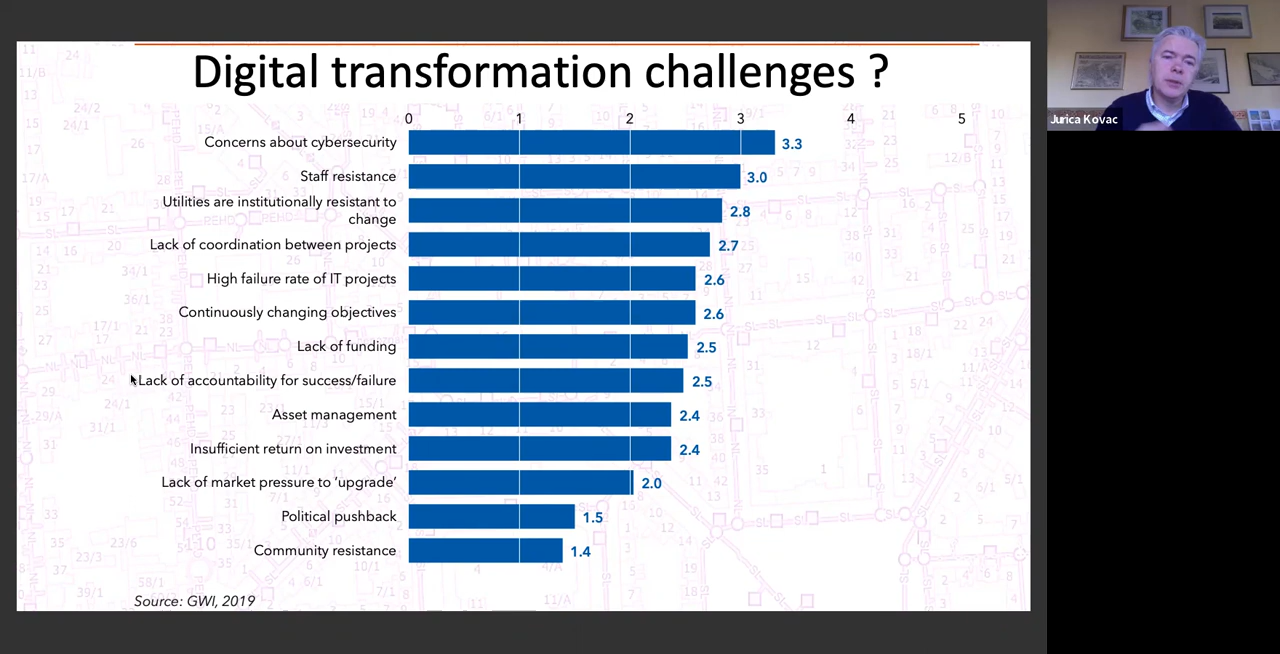 Digital transformation challenges ?
0 1 2 3 4 5
Concerns about cybersecurity 3.3
Staff resistance 3.0
Utilities are institutionally resistant to
change 2.8
Lack of coordination between projects 2.7
High failure rate of IT projects 2.6
Continuously changing objectives 2.6
Lack of funding 2.5
Lack of accountability for success/failure 2.5
Asset management 2.4
Insufficient return on investment 2.4
Lack of market pressure to ‘upgrade’ 2.0
Political pushback 1.5
Community resistance 1.4
Source: GWI, 2019
Jurica Kovac